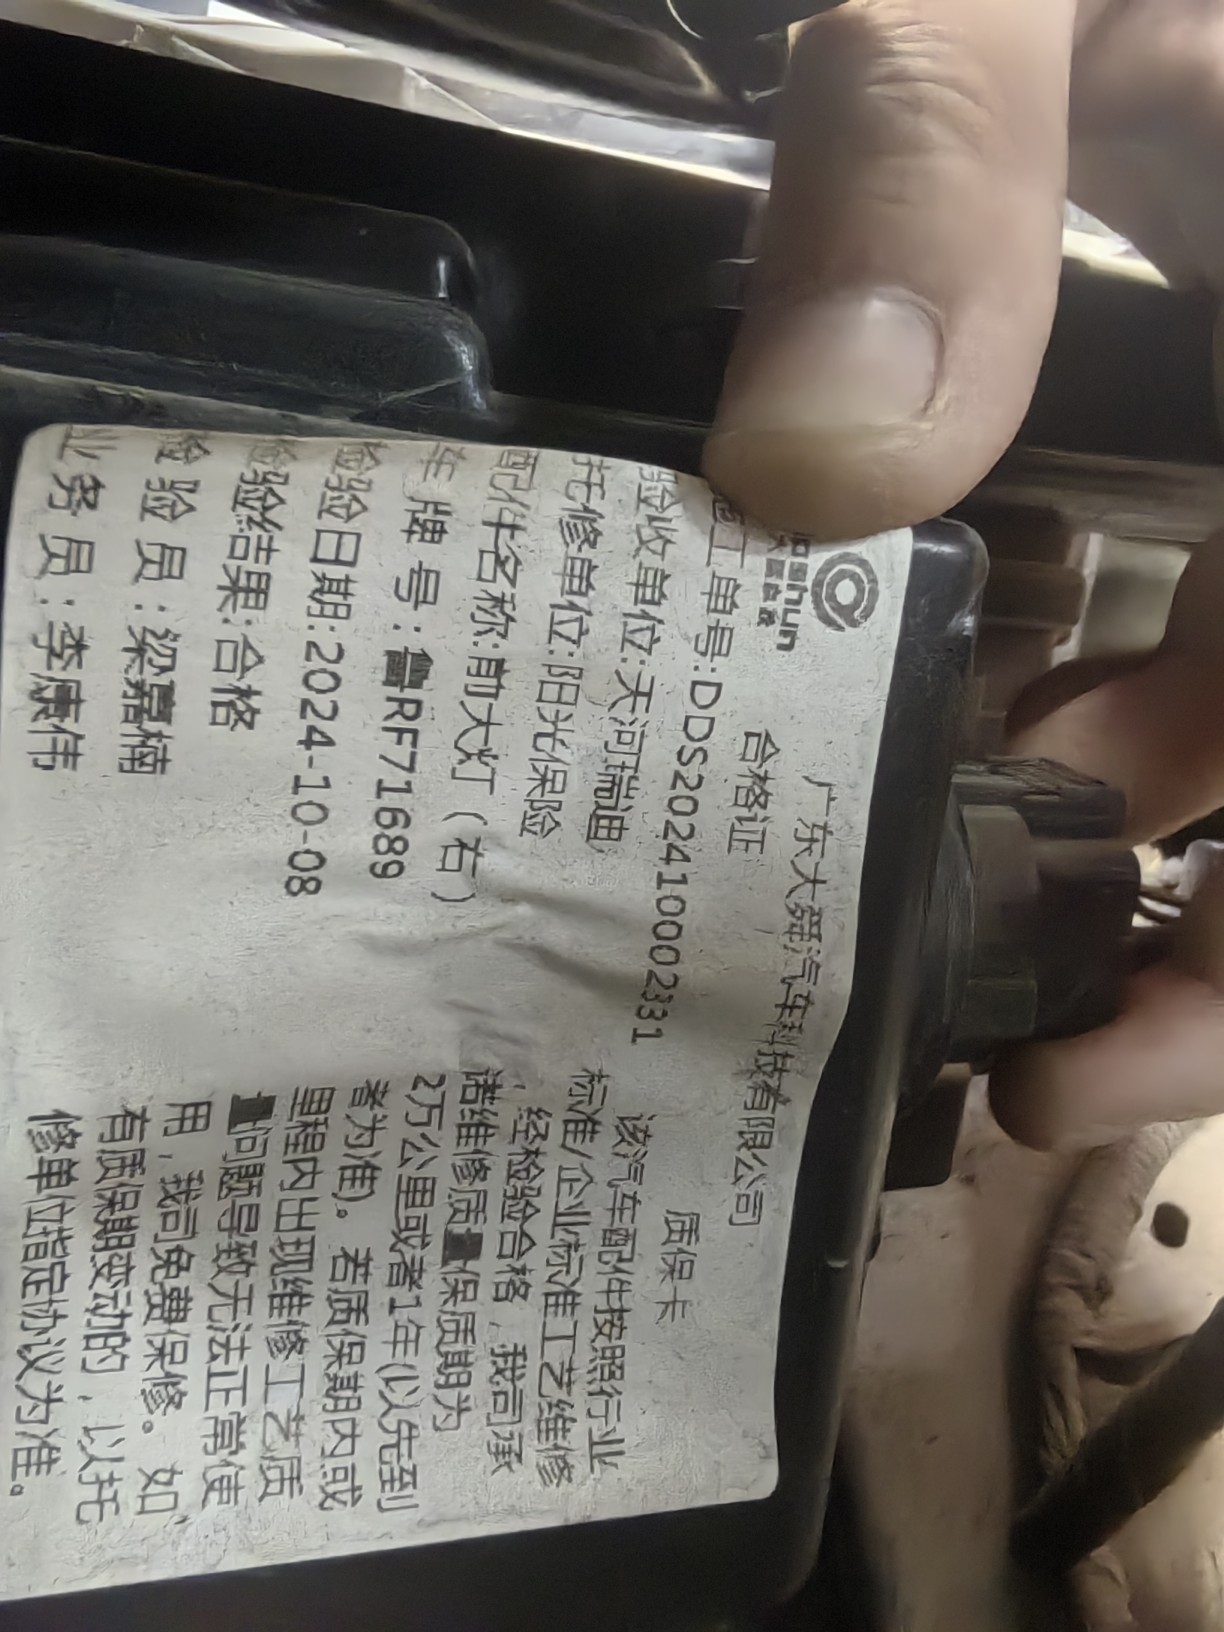 广东大舜汽车科技有限公司
合格证
施工单号:DDS20241000231
验收单位:天河瑞迪
托修单位:阳光保险
配件名称:前大灯(右)
车牌号:鲁RF71689
检验日期:2024-10-08
检验结果:合格
检验员:梁嘉楠
业务员:李康伟
质保卡
该汽车配件按照行业
标准/企业标准工艺维修
,经检验合格,我司承
诺维修质量保质期为
2万公里或者1年(以先到
者为准)。若质保期内或
里程内出现维修工艺质
量问题导致无法正常使
用,我司免费保修。如
有质保期变动的,以托
修单位指定协议为准。